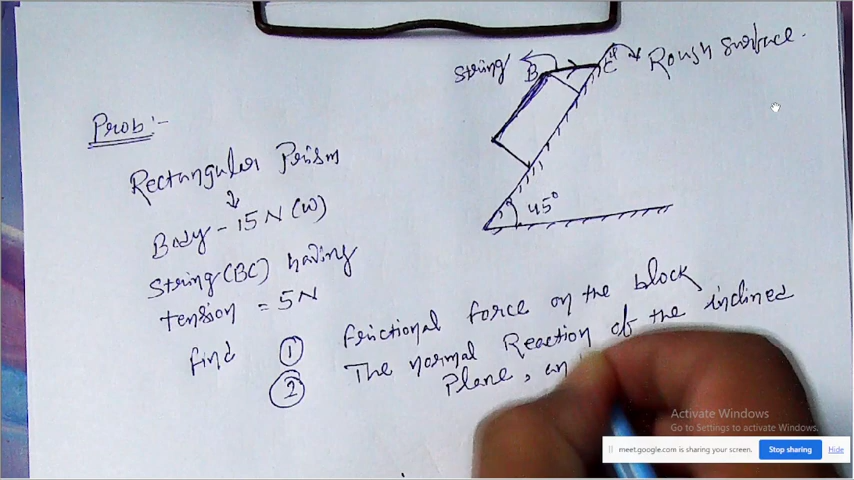 Prob:-
Rectangular Prism
Body - 15 N (W)
String (BC) having
tension = 5N
find ① frictional force on the block
② The normal Reaction of the inclined
Plane, an
String
B
C
Rough surface.
45°
Activate Windows
Go to Settings to activate Windows.
meet.google.com is sharing your screen.
Stop sharing
Hide